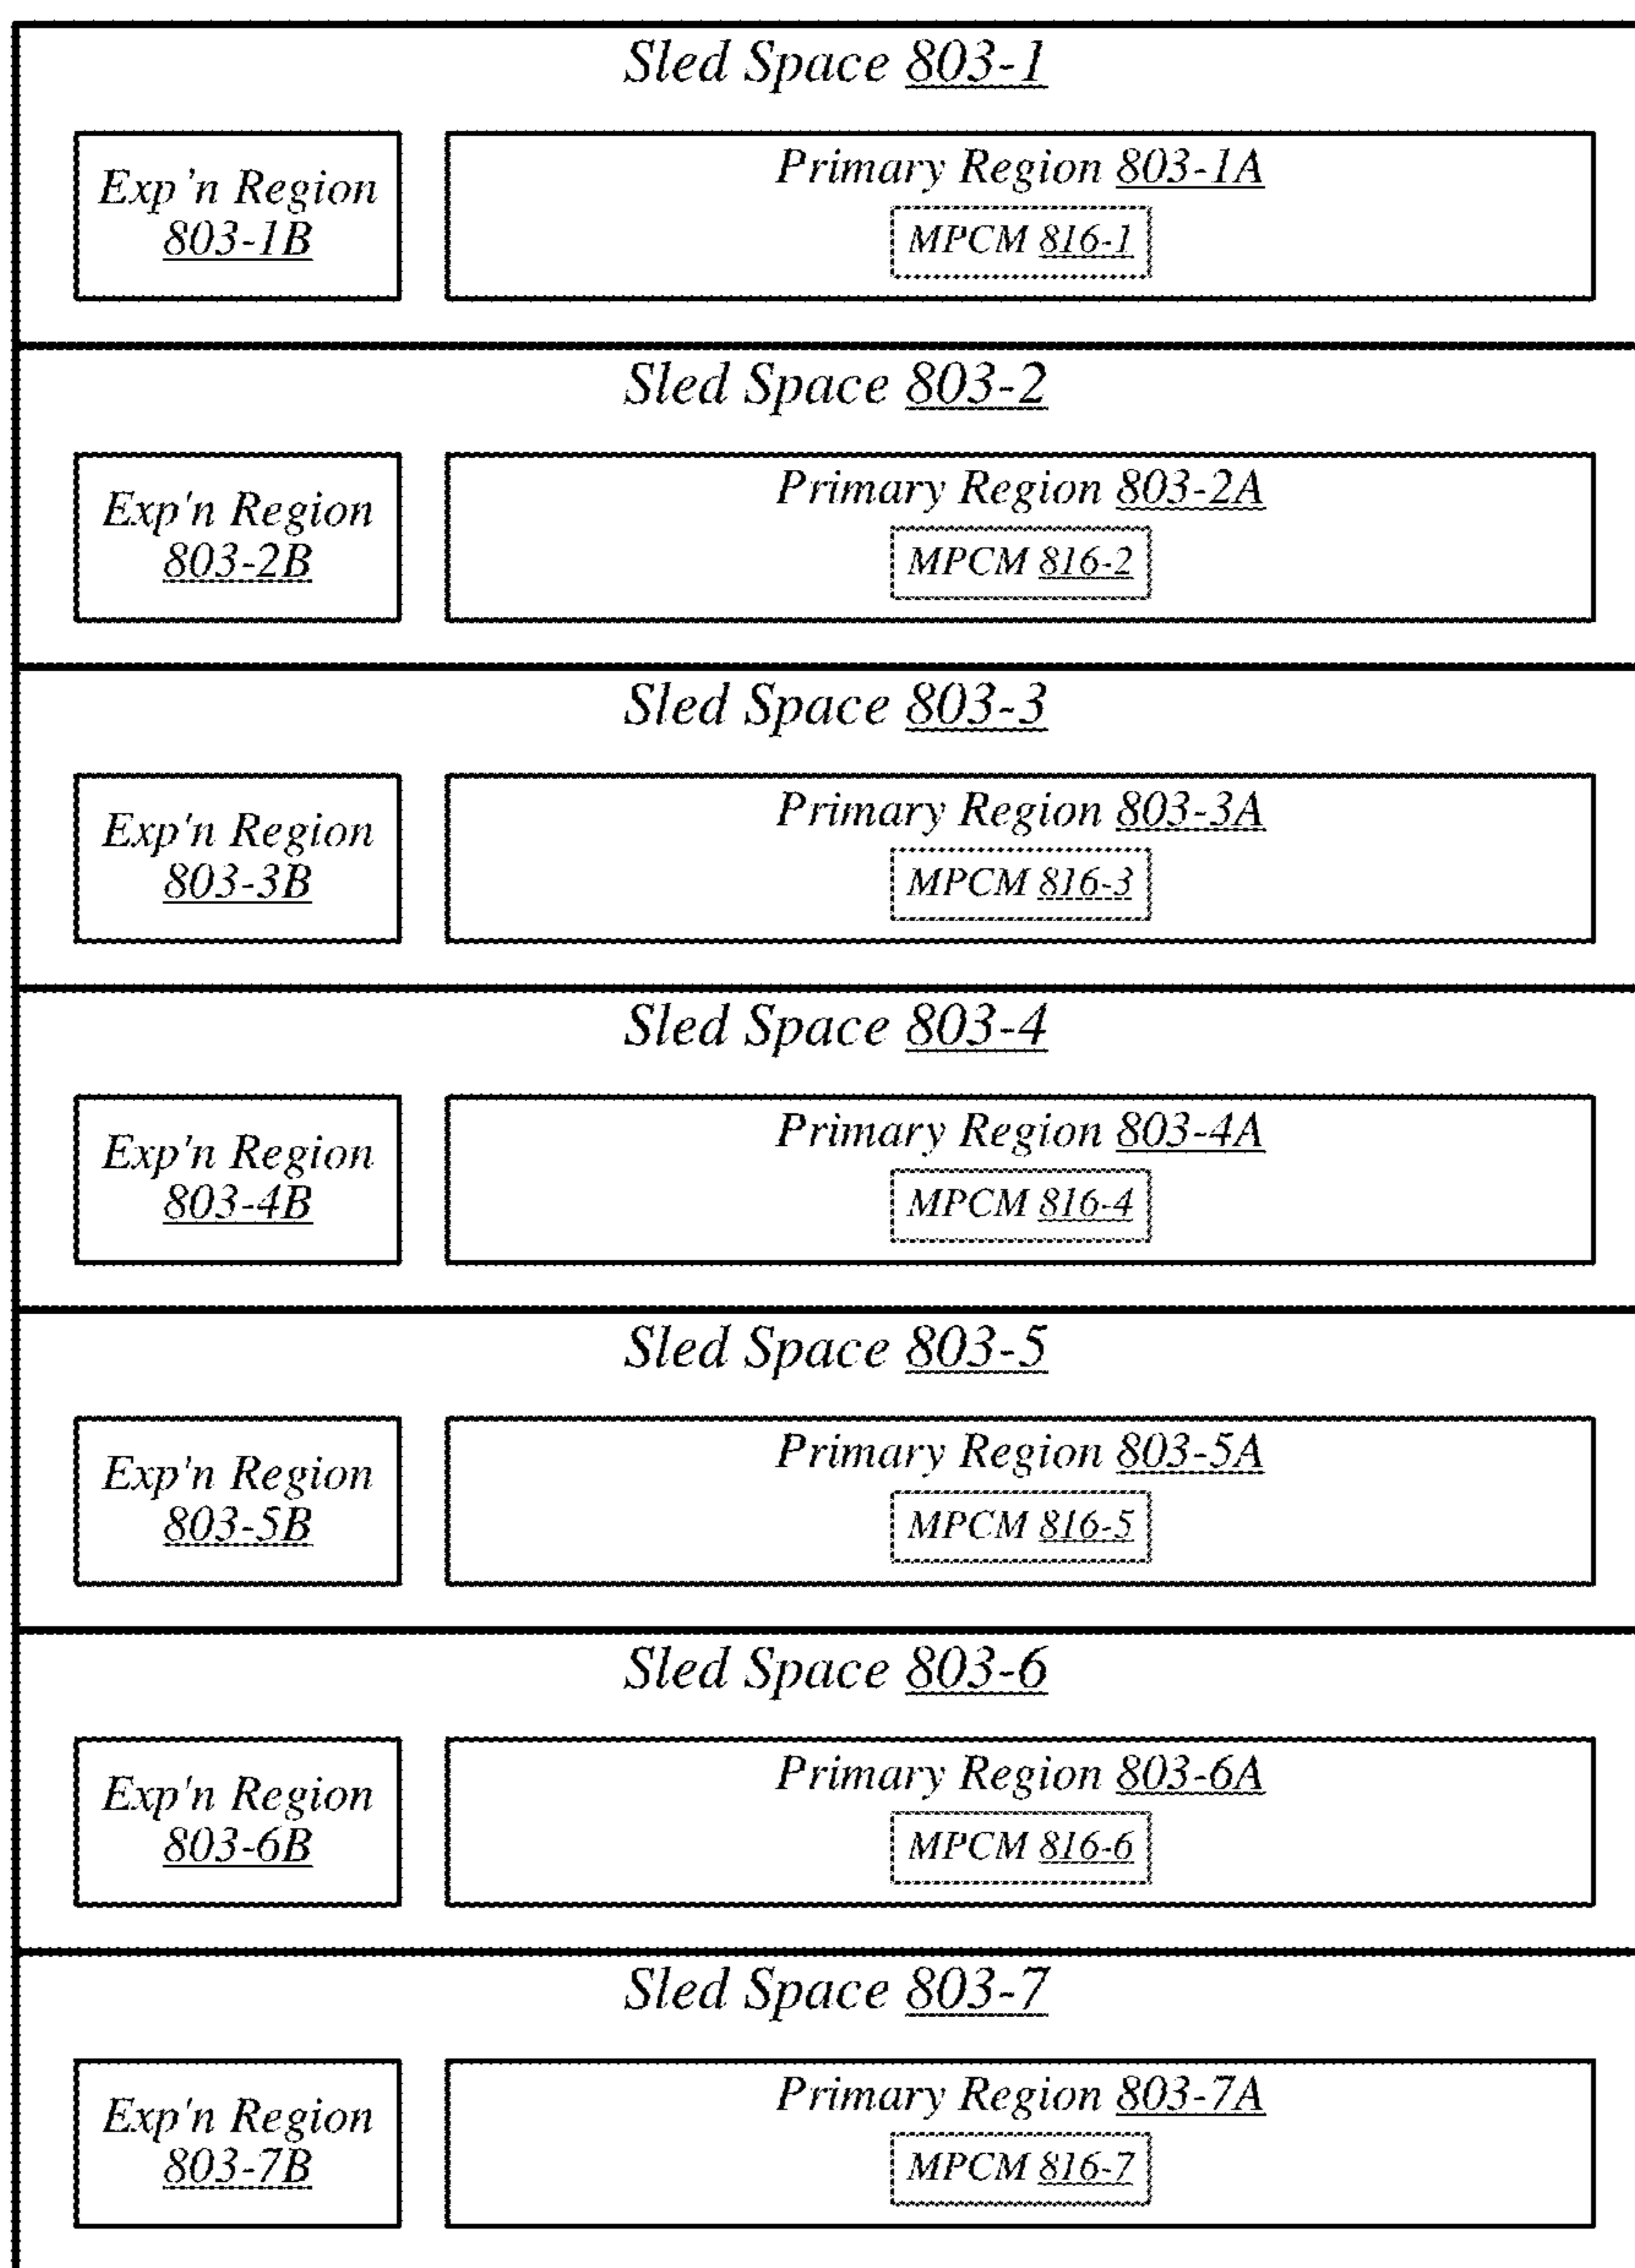 Sled Space 803-1
Exp'n Region
803-1B
Primary Region 803-1A
MPCM 816-1
Sled Space 803-2
Exp'n Region
803-2B
Primary Region 803-2A
MPCM 816-2
Sled Space 803-3
Exp'n Region
803-3B
Primary Region 803-3A
MPCM 816-3
Sled Space 803-4
Exp'n Region
803-4B
Primary Region 803-4A
MPCM 816-4
Sled Space 803-5
Exp'n Region
803-5B
Primary Region 803-5A
MPCM 816-5
Sled Space 803-6
Exp'n Region
803-6B
Primary Region 803-6A
MPCM 816-6
Sled Space 803-7
Exp'n Region
803-7B
Primary Region 803-7A
MPCM 816-7